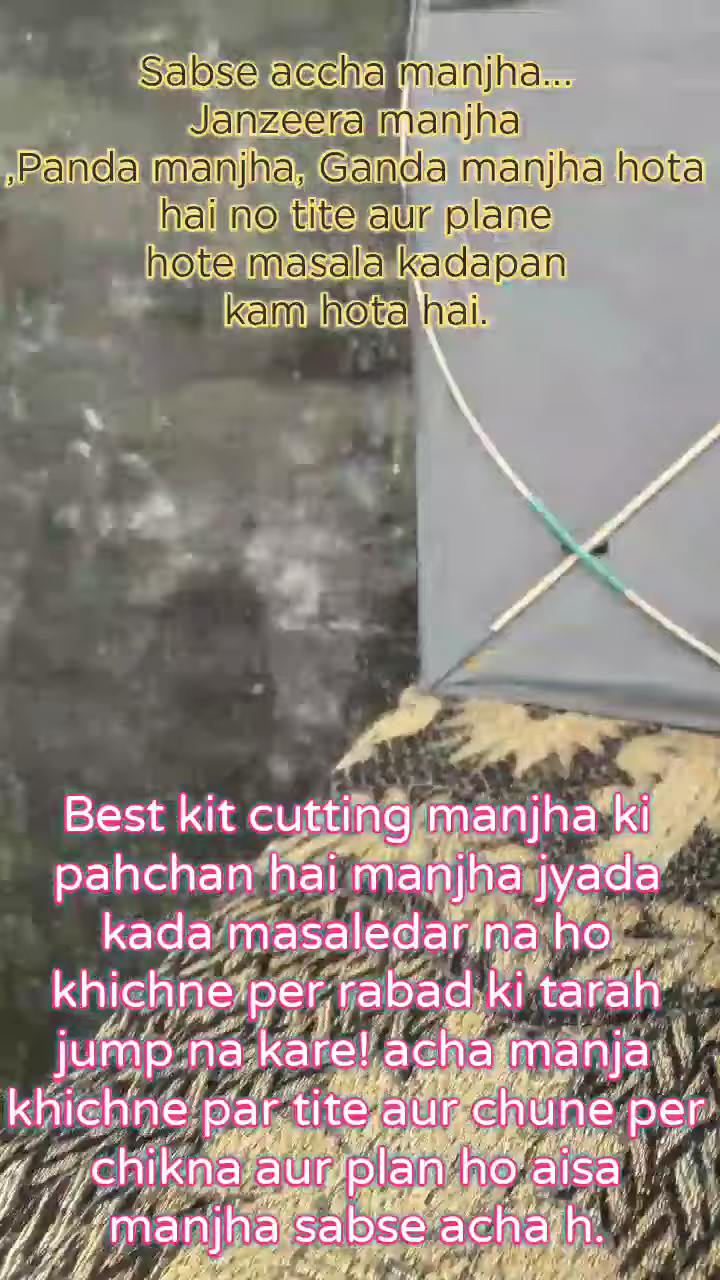 Sabse accha manjha...
Janzeera manjha
,Panda manjha, Ganda manjha hota
hai no tite aur plane
hote masala kadapan
kam hota hai.
Best kit cutting manjha ki
pahchan hai manjha jyada
kada masaledar na ho
khichne per rabad ki tarah
jump na kare! acha manja
khichne par tite aur chune per
chikna aur plan ho aisa
manjha sabse acha h.